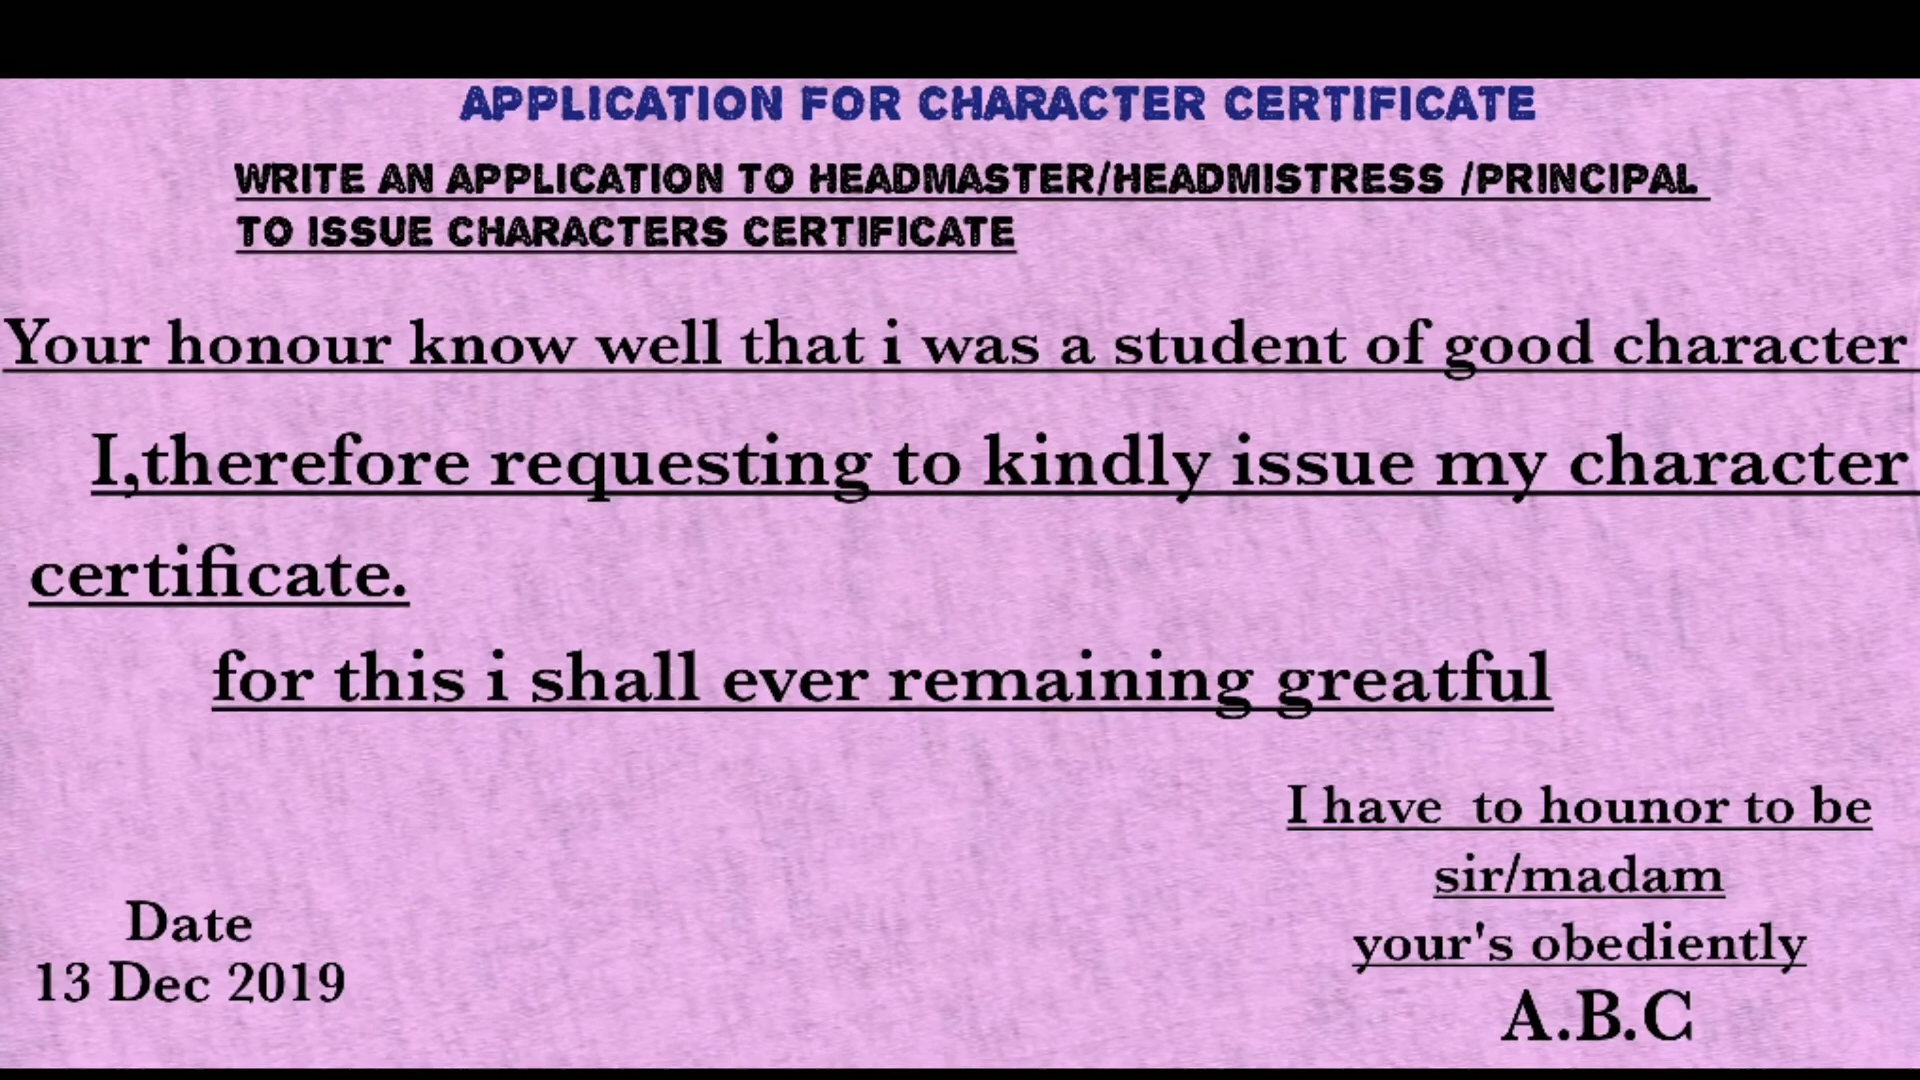 APPLICATION FOR CHARACTER CERTIFICATE
WRITE AN APPLICATION TO HEADMASTER/HEADMISTRESS /PRINCIPAL
TO ISSUE CHARACTERS CERTIFICATE
Your honour know well that i was a student of good character
I,therefore requesting to kindly issue my character
certificate.
for this i shall ever remaining greatful
I have to hounor to be
sir/madam
your's obediently
A.B.C
Date
13 Dec 2019